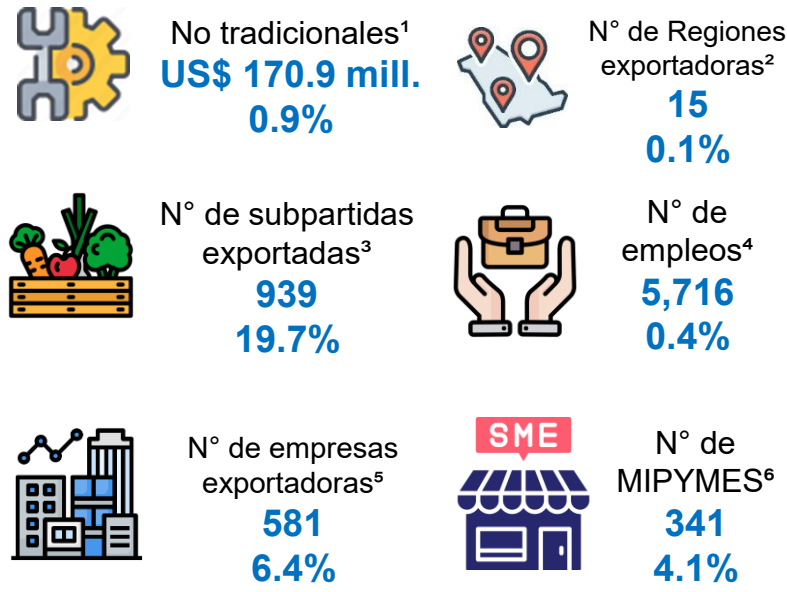 No tradicionales¹
US$ 170.9 mill.
0.9%
N° de Regiones
exportadoras²
15
0.1%
N° de subpartidas
exportadas³
939
19.7%
N° de
empleos⁴
5,716
0.4%
N° de empresas
exportadoras⁵
581
6.4%
SME
N° de
MIPYMES⁶
341
4.1%